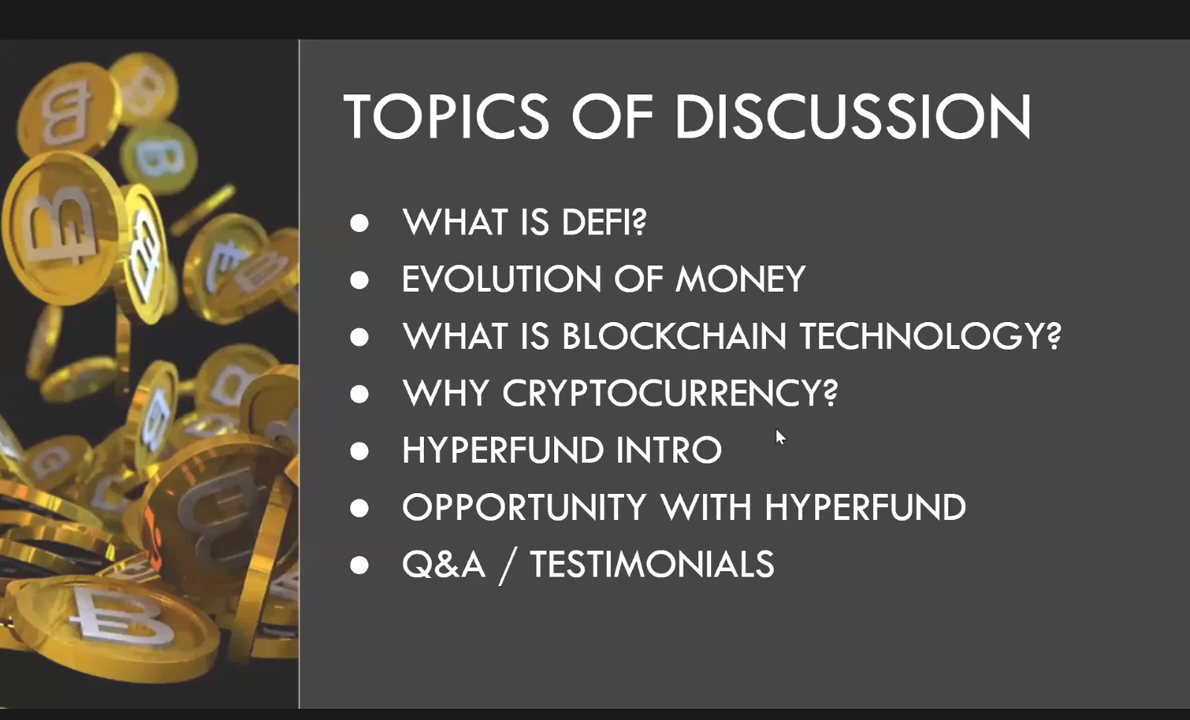 TOPICS OF DISCUSSION
● WHAT IS DEFI?
● EVOLUTION OF MONEY
● WHAT IS BLOCKCHAIN TECHNOLOGY?
● WHY CRYPTOCURRENCY?
● HYPERFUND INTRO
● OPPORTUNITY WITH HYPERFUND
● Q&A / TESTIMONIALS